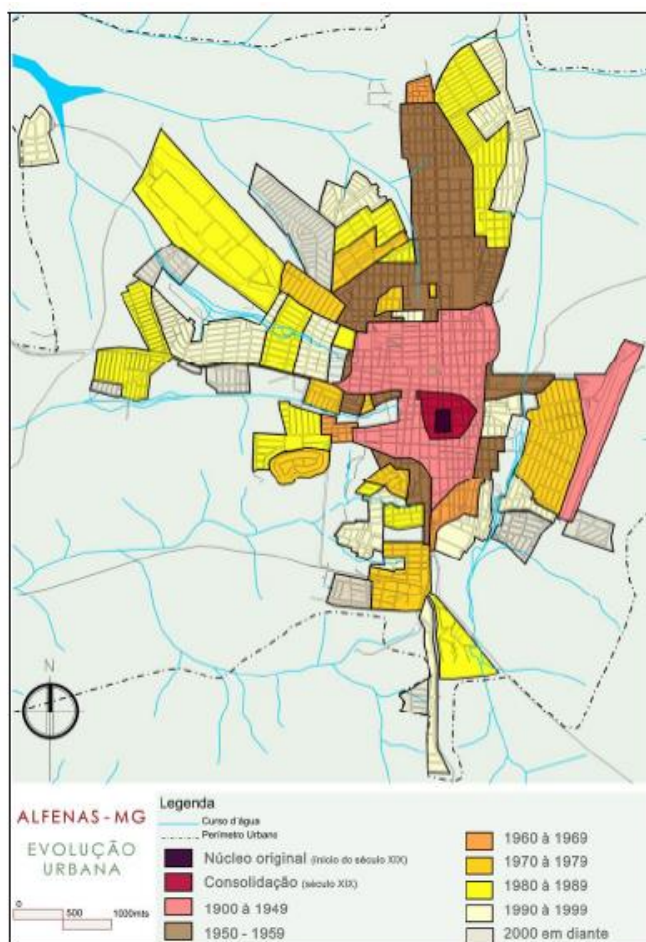 N
ALFENAS-MG
EVOLUÇÃO
URBANA
0
500
1000mts
Legenda
Curso d'água
Perímetro Urbano
Núcleo original (início do século XIX)
Consolidação (século XIX)
1900 à 1949
1950 - 1959
1960 à 1969
1970 à 1979
1980 à 1989
1990 à 1999
2000 em diante